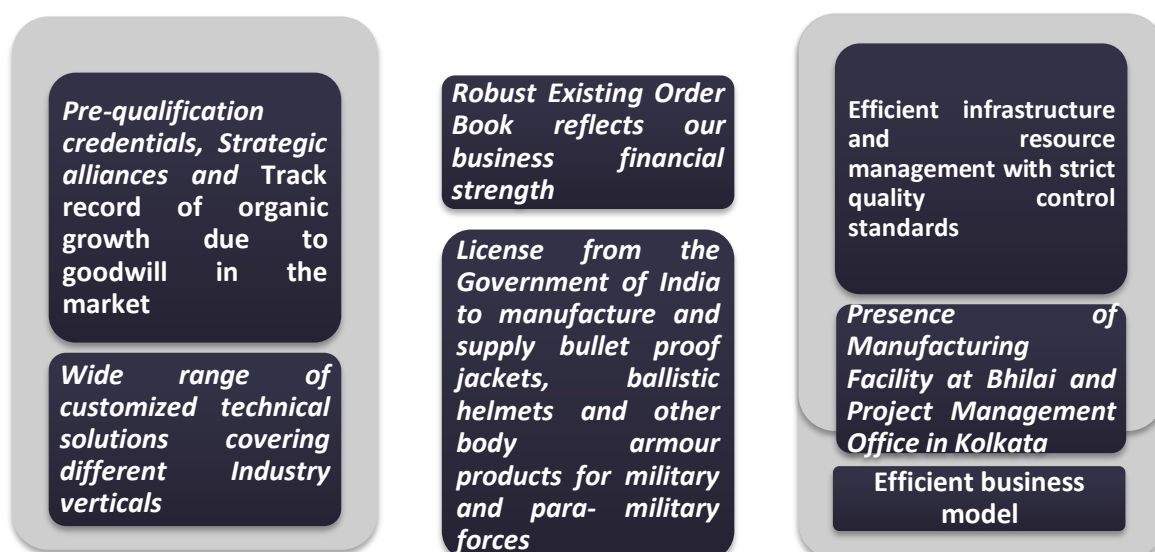 Pre-qualification
credentials, Strategic
alliances and Track
record of organic
growth due to
goodwill in the
market
Wide range of
customized technical
solutions covering
different Industry
verticals
Robust Existing Order
Book reflects our
business financial
strength
License from the
Government of India
to manufacture and
supply bullet proof
jackets, ballistic
helmets and other
body armour
products for military
and para- military
forces
Efficient infrastructure
and resource
management with strict
quality control
standards
Presence of
Manufacturing
Facility at Bhilai and
Project Management
Office in Kolkata
Efficient business
model